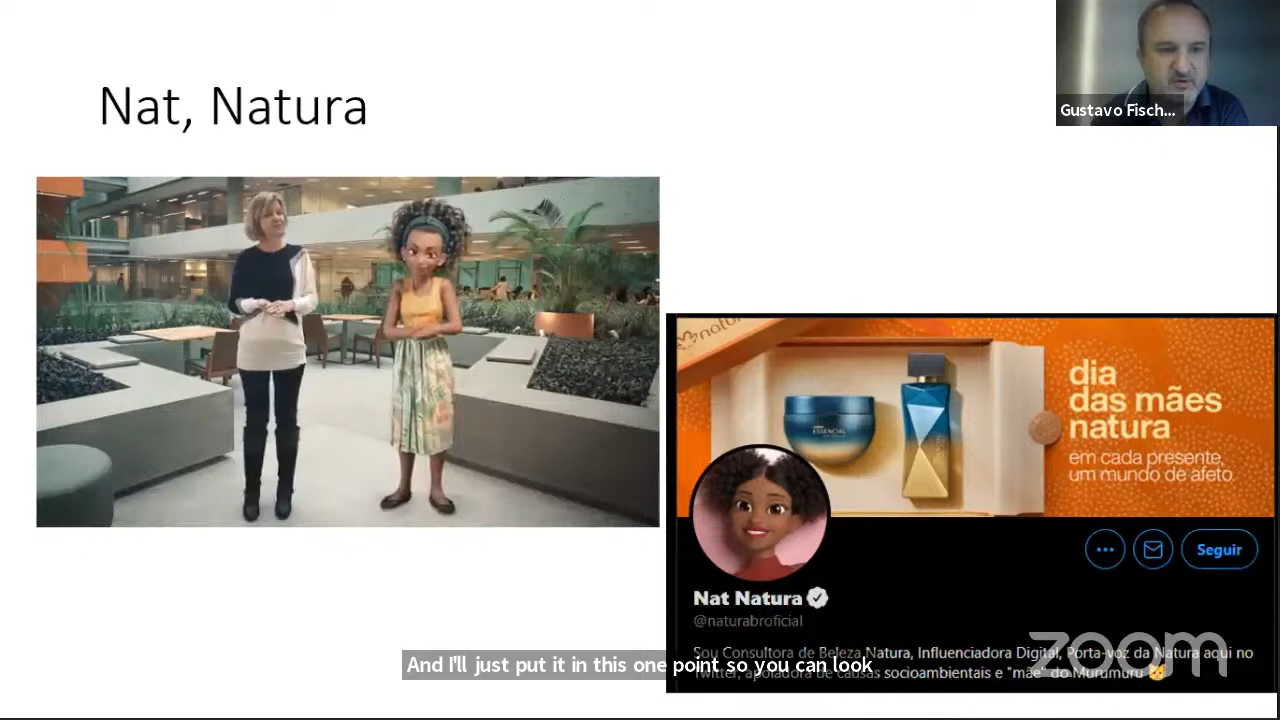 Nat, Natura
Gustavo Fisch...
natura
ESSENCIAL
dia
das mães
natura
em cada presente,
um mundo de afeto.
Seguir
Nat Natura
@naturabroficial
Sou Consultora de Beleza Natura, Influenciadora Digital, Porta-voz da Natura aqui no
Twitter, apoiadora de causas socioambientais e "mãe" do Murumuru 😺
And I'll just put it in this one point so you can look
zoom